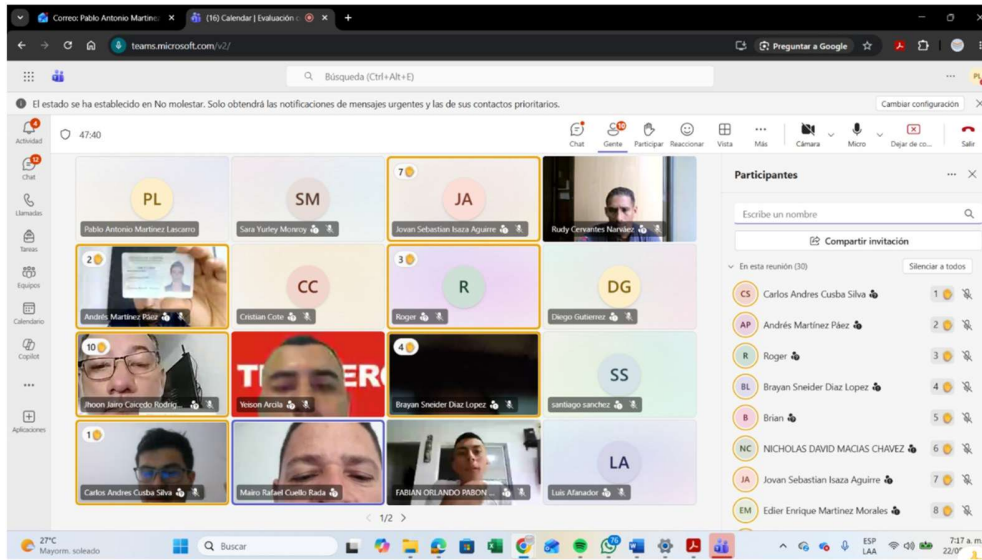 Correo: Pablo Antonio Martinez
(16) Calendar | Evaluación c
teams.microsoft.com/v2/
Preguntar a Google
Búsqueda (Ctrl+Alt+E)
PL
El estado se ha establecido en No molestar. Solo obtendrá las notificaciones de mensajes urgentes y las de sus contactos prioritarios.
Cambiar configuración
4
Actividad
12
Chat
Llamadas
Tareas
Equipos
Calendario
Copilot
Aplicaciones
47:40
Chat
10
Gente
Participar
Reaccionar
Vista
Más
Cámara
Micro
Dejar de co...
Salir
PL
Pablo Antonio Martínez Lascarro
SM
Sara Yurley Monroy
7
JA
Jovan Sebastian Isaza Aguirre
Rudy Cervantes Narváez
2
Andrés Martínez Páez
CC
Cristian Cote
3
R
Roger
DG
Diego Gutierrez
10
Jhoon Jairo Caicedo Rodrig...
Yeison Arcila
4
Brayan Sneider Diaz Lopez
SS
santiago sanchez
1
Carlos Andres Cusba Silva
Mairo Rafael Cuello Rada
FABIAN ORLANDO PABON ...
LA
Luis Afanador
1/2
Participantes
Escribe un nombre
Compartir invitación
En esta reunión (30)
Silenciar a todos
CS Carlos Andres Cusba Silva 1
AP Andrés Martínez Páez 2
R Roger 3
BL Brayan Sneider Diaz Lopez 4
B Brian 5
NC NICHOLAS DAVID MACIAS CHAVEZ 6
JA Jovan Sebastian Isaza Aguirre 7
EM Edier Enrique Martinez Morales 8
27°C
Mayorm. soleado
Buscar
ESP
LAA
7:17 a. m.
22/0